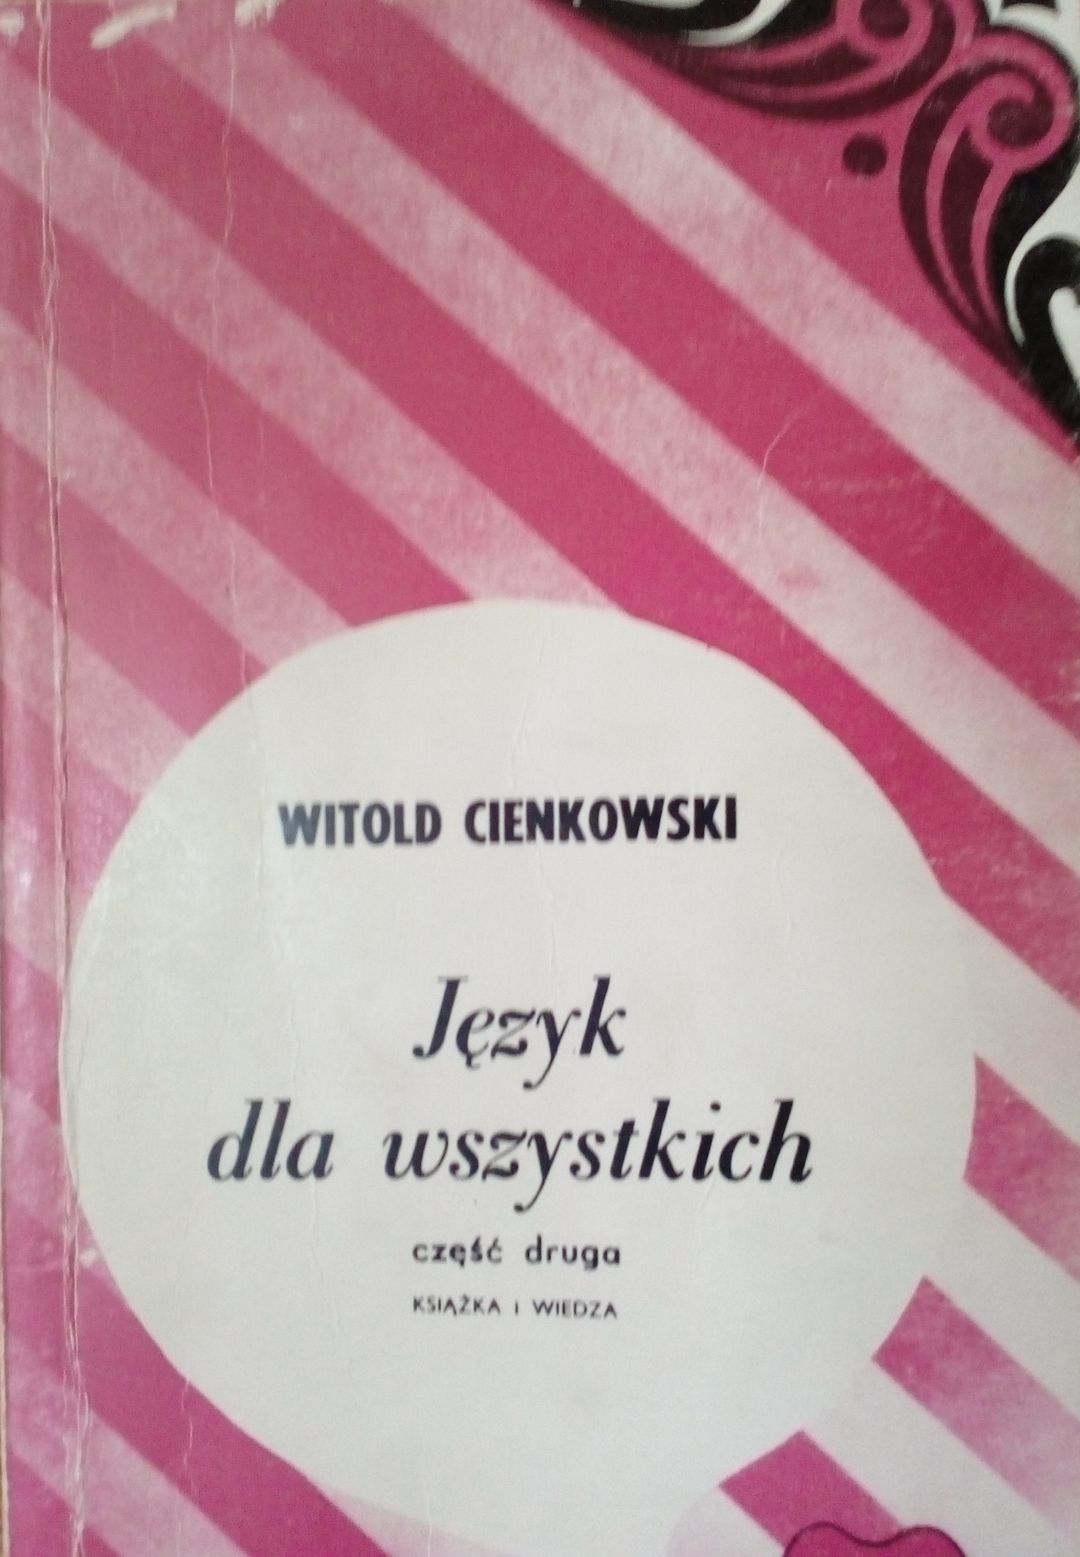 WITOLD CIENKOWSKI
Język
dla wszystkich
część druga
KSIĄŻKA I WIEDZA